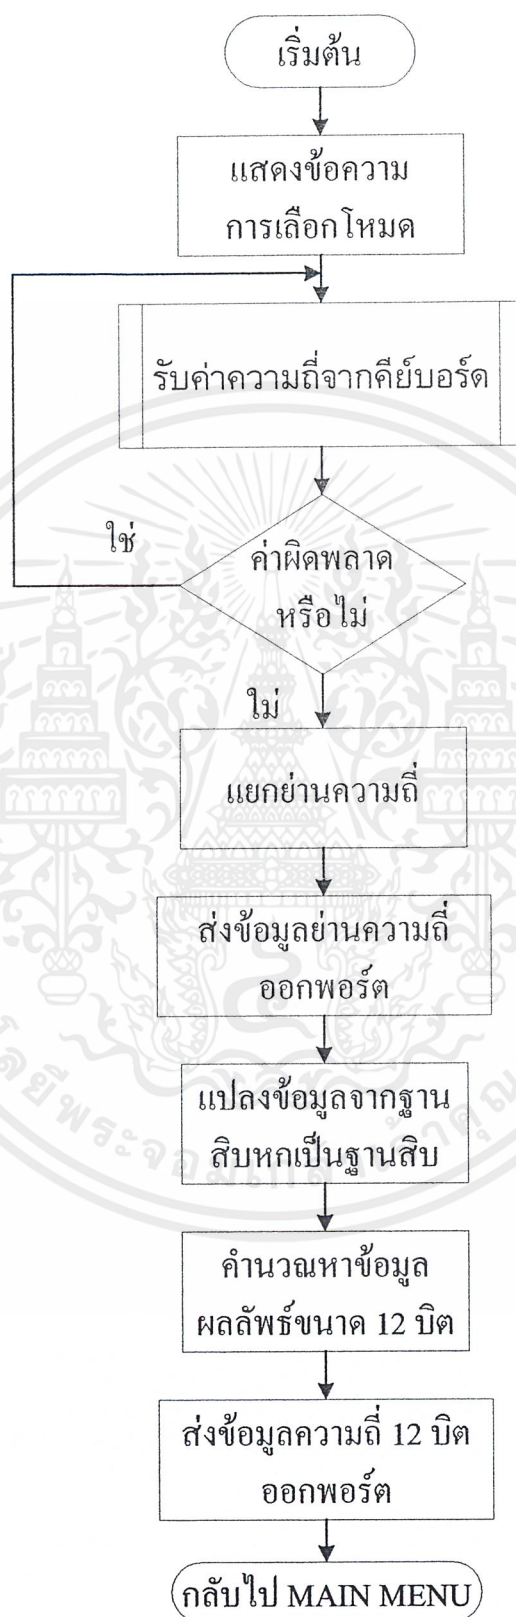 เริ่มต้น
แสดงข้อความ
การเลือกโหมด
รับค่าความถี่จากคีย์บอร์ด
ใช่
ค่าผิดพลาด
หรือไม่
ไม่
แยกย่านความถี่
ส่งข้อมูลย่านความถี่
ออกพอร์ต
แปลงข้อมูลจากฐาน
สิบหกเป็นฐานสิบ
คำนวณหาข้อมูล
ผลลัพธ์ขนาด 12 บิต
ส่งข้อมูลความถี่ 12 บิต
ออกพอร์ต
กลับไป MAIN MENU